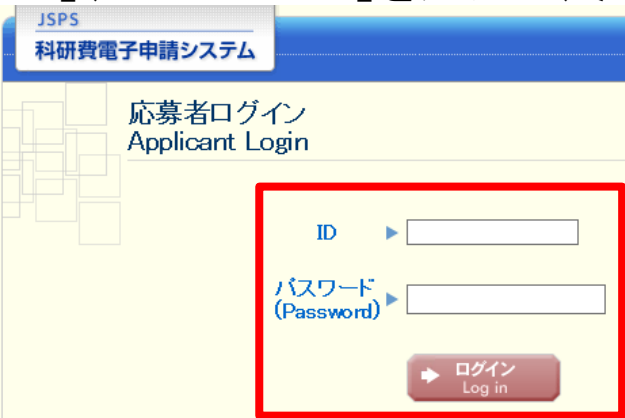 JSPS
科研費電子申請システム
応募者ログイン
Applicant Login
ID
パスワード
(Password)
ログイン
Log in